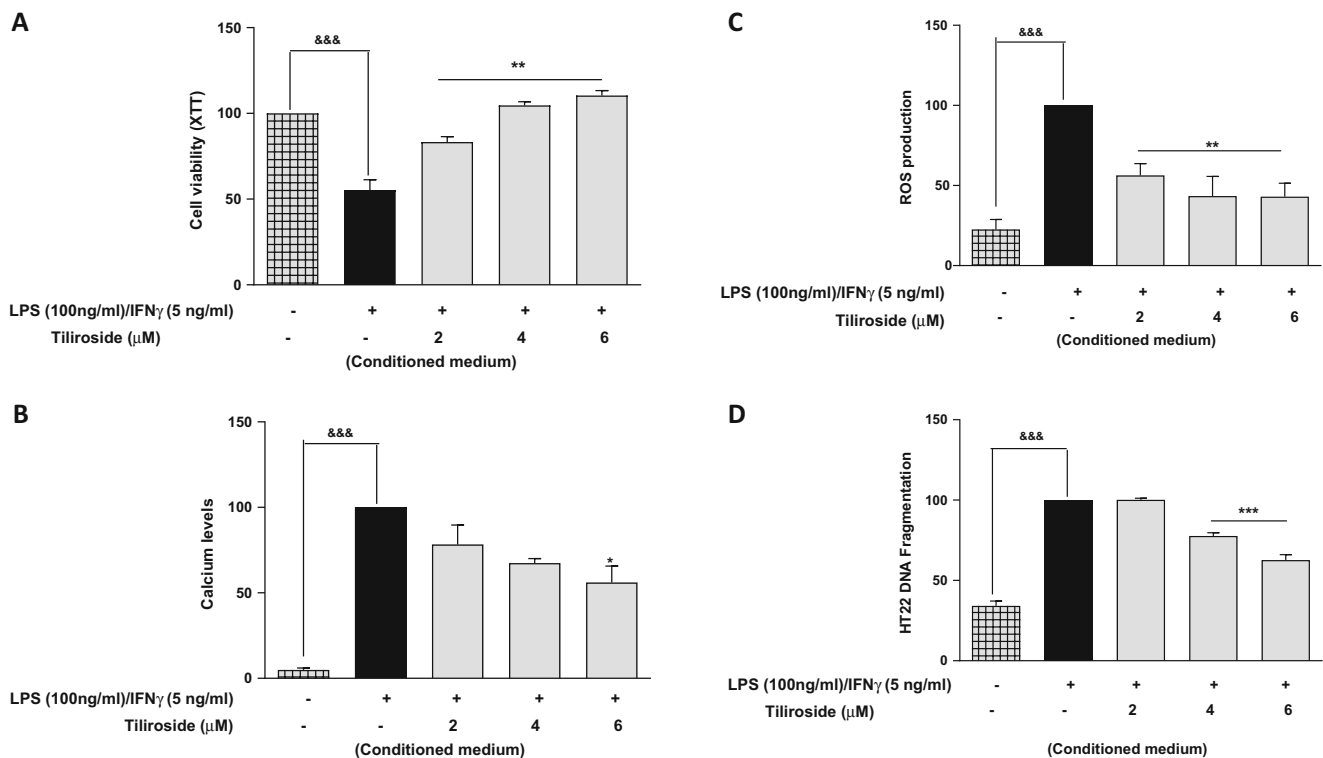 A
Cell viability (XTT)
150
100
50
0
&&&
**
LPS (100ng/ml)/IFNγ (5 ng/ml) - + + + +
Tiliroside (μM) - - 2 4 6
(Conditioned medium)
B
Calcium levels
150
100
50
0
&&&
*
LPS (100ng/ml)/IFNγ (5 ng/ml) - + + + +
Tiliroside (μM) - - 2 4 6
(Conditioned medium)
C
ROS production
150
100
50
0
&&&
**
LPS (100ng/ml)/IFNγ (5 ng/ml) - + + + +
Tiliroside (μM) - - 2 4 6
(Conditioned medium)
D
HT22 DNA Fragmentation
150
100
50
0
&&&
***
LPS (100ng/ml)/IFNγ (5 ng/ml) - + + + +
Tiliroside (μM) - - 2 4 6
(Conditioned medium)